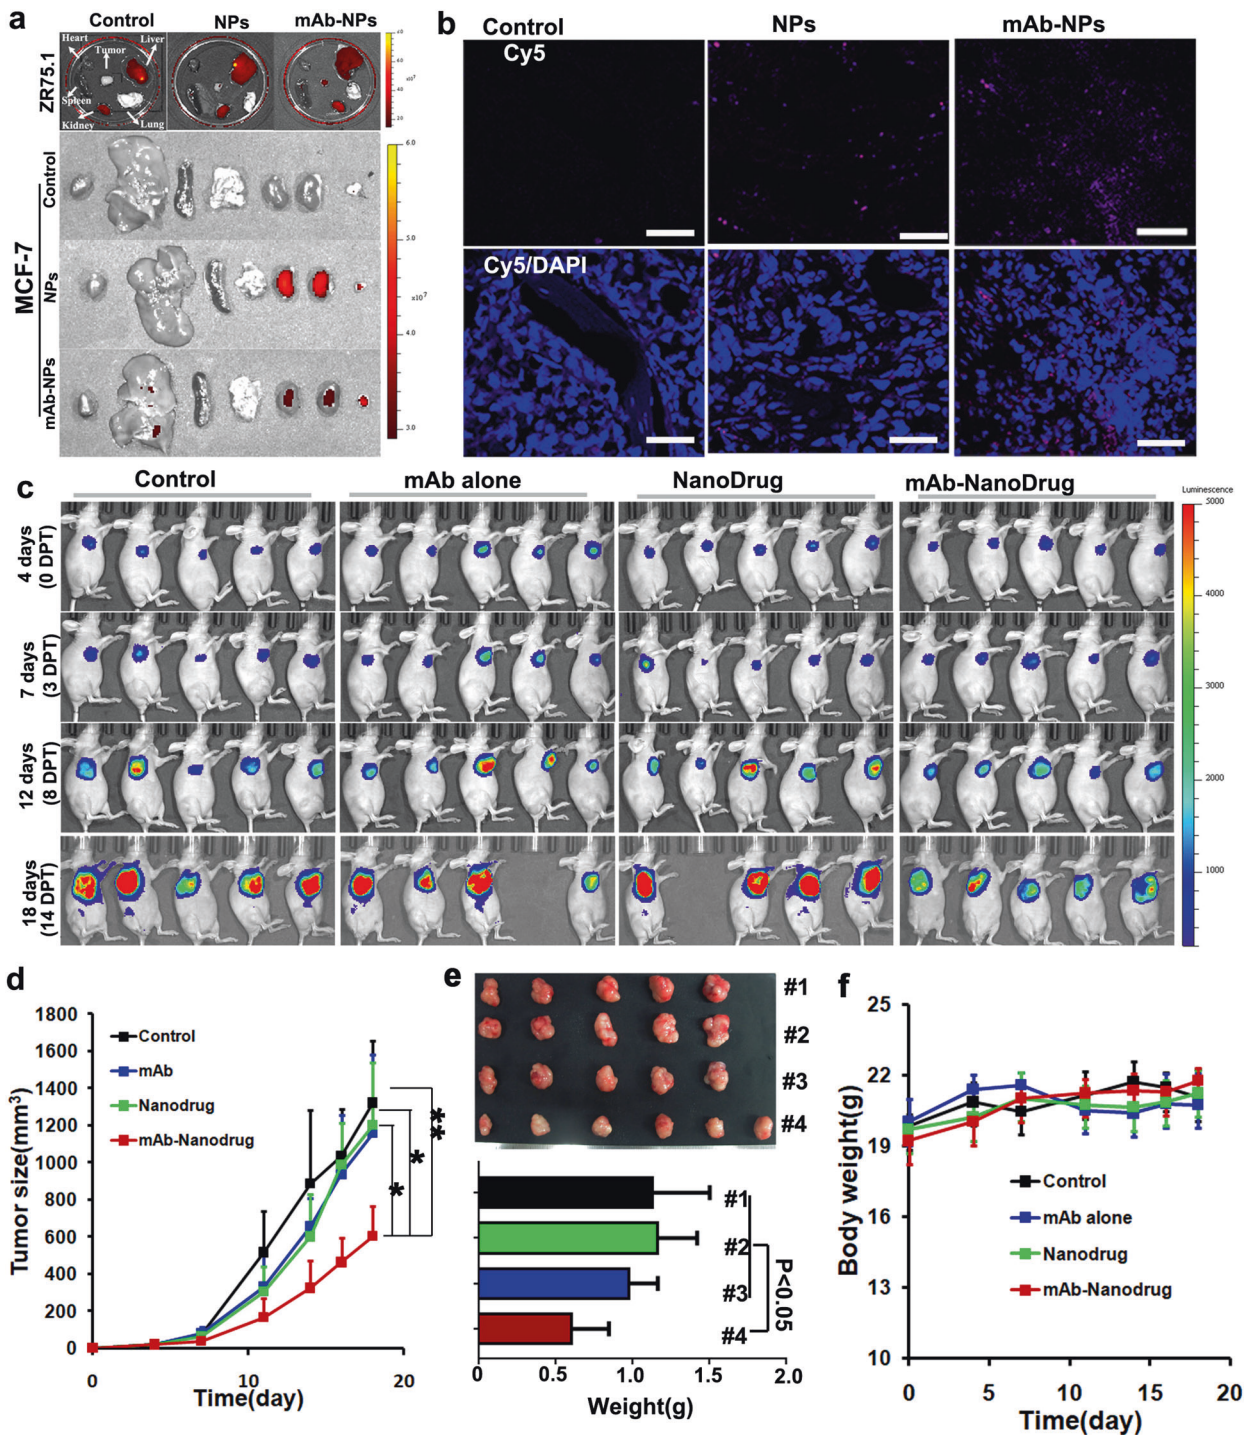 a
Control
NPs
mAb-NPs
ZR75.1
Heart
Tumor
Liver
Spleen
Kidney
Lung
MCF-7
Control
NPs
mAb-NPs
6.0
5.0
x10⁷
4.0
3.0
b
Control
NPs
mAb-NPs
Cy5
Cy5/DAPI
c
Control
mAb alone
NanoDrug
mAb-NanoDrug
4 days
(0 DPT)
7 days
(3 DPT)
12 days
(8 DPT)
18 days
(14 DPT)
Luminescence
5000
4000
3000
2000
1000
d
Tumor size(mm³)
1800
1600
1400
1200
1000
800
600
400
200
0
Control
mAb
Nanodrug
mAb-Nanodrug
**
*
*
0
10
20
Time(day)
e
#1
#2
#3
#4
#1
#2
#3
#4
P<0.05
0
0.5
1.0
1.5
2.0
Weight(g)
f
Body weight(g)
25
22
19
16
13
10
Control
mAb alone
Nanodrug
mAb-Nanodrug
0
5
10
15
20
Time(day)